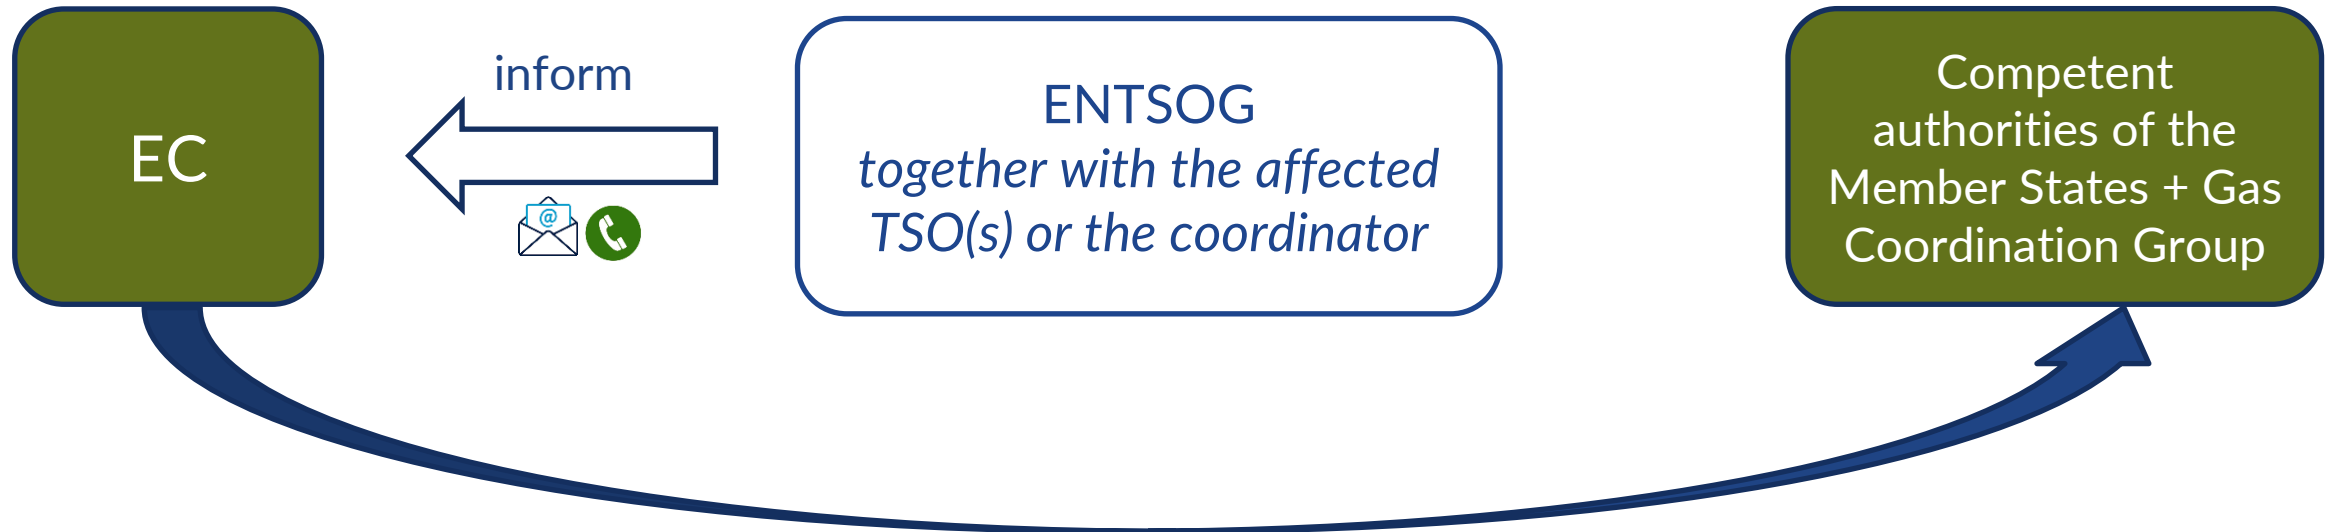 EC
inform
@
ENTSOG
together with the affected
TSO(s) or the coordinator
Competent
authorities of the
Member States + Gas
Coordination Group